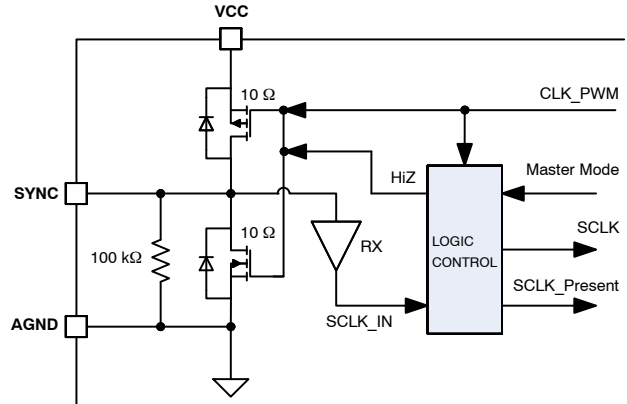 VCC
10 Ω
CLK_PWM
HiZ
Master Mode
SYNC
10 Ω
SCLK
100 kΩ
RX
LOGIC
CONTROL
SCLK_Present
AGND
SCLK_IN